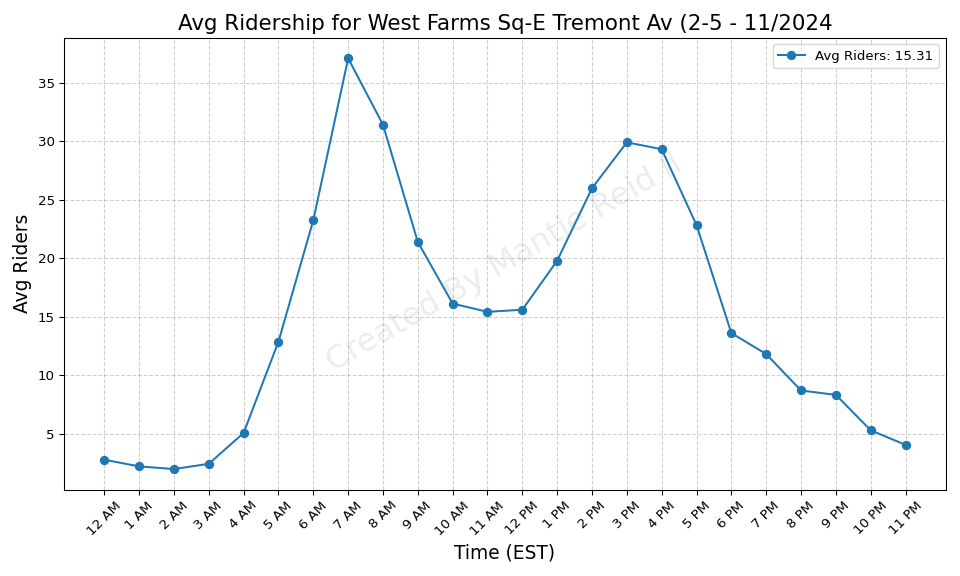 Avg Ridership for West Farms Sq-E Tremont Av (2-5 - 11/2024
Avg Riders: 15.31
Avg Riders
35
30
25
20
15
10
5
Created By Mantie Reid II
12 AM 1 AM 2 AM 3 AM 4 AM 5 AM 6 AM 7 AM 8 AM 9 AM 10 AM 11 AM 12 PM 1 PM 2 PM 3 PM 4 PM 5 PM 6 PM 7 PM 8 PM 9 PM 10 PM 11 PM
Time (EST)